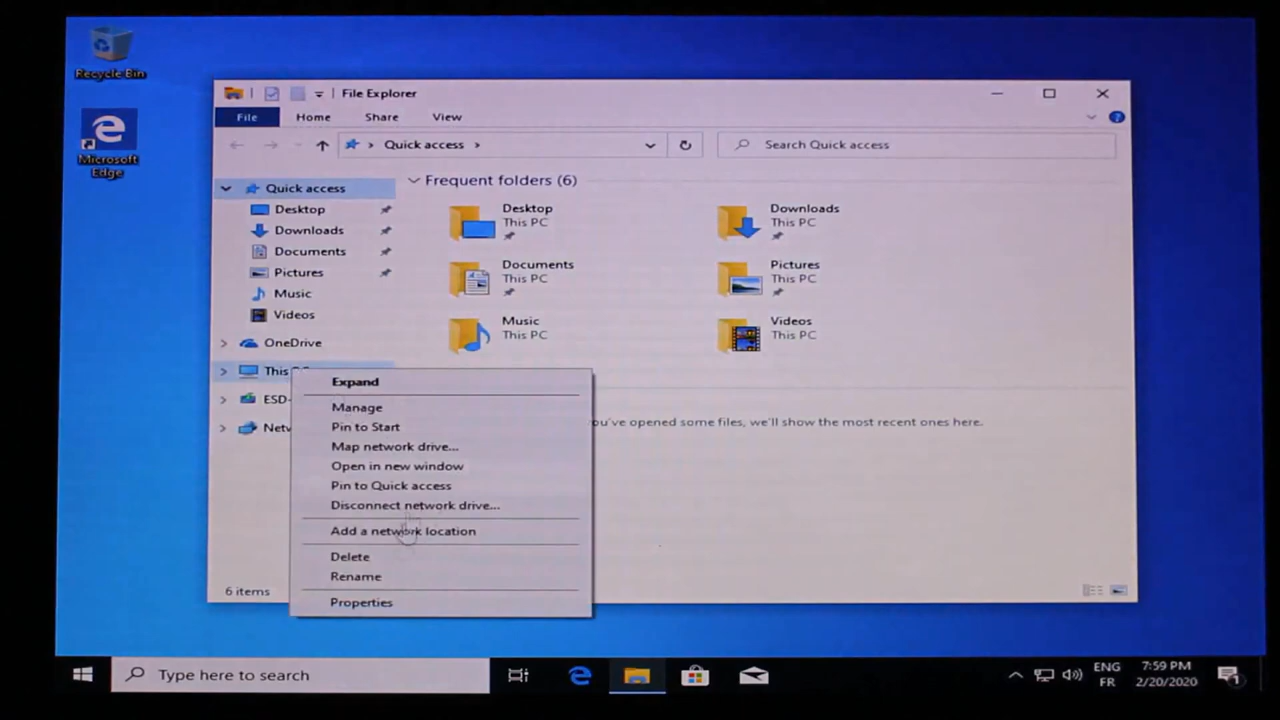 Recycle Bin
Microsoft
Edge
File Explorer
File
Home
Share
View
Quick access
Search Quick access
Quick access
Desktop
Downloads
Documents
Pictures
Music
Videos
OneDrive
This
ESD-
Frequent folders (6)
Desktop
This PC
Downloads
This PC
Documents
This PC
Pictures
This PC
Music
This PC
Videos
This PC
you've opened some files, we'll show the most recent ones here.
Expand
Manage
Pin to Start
Map network drive...
Open in new window
Pin to Quick access
Disconnect network drive...
Add a network location
Delete
Rename
Properties
6 items
Type here to search
ENG
FR
7:59 PM
2/20/2020
1